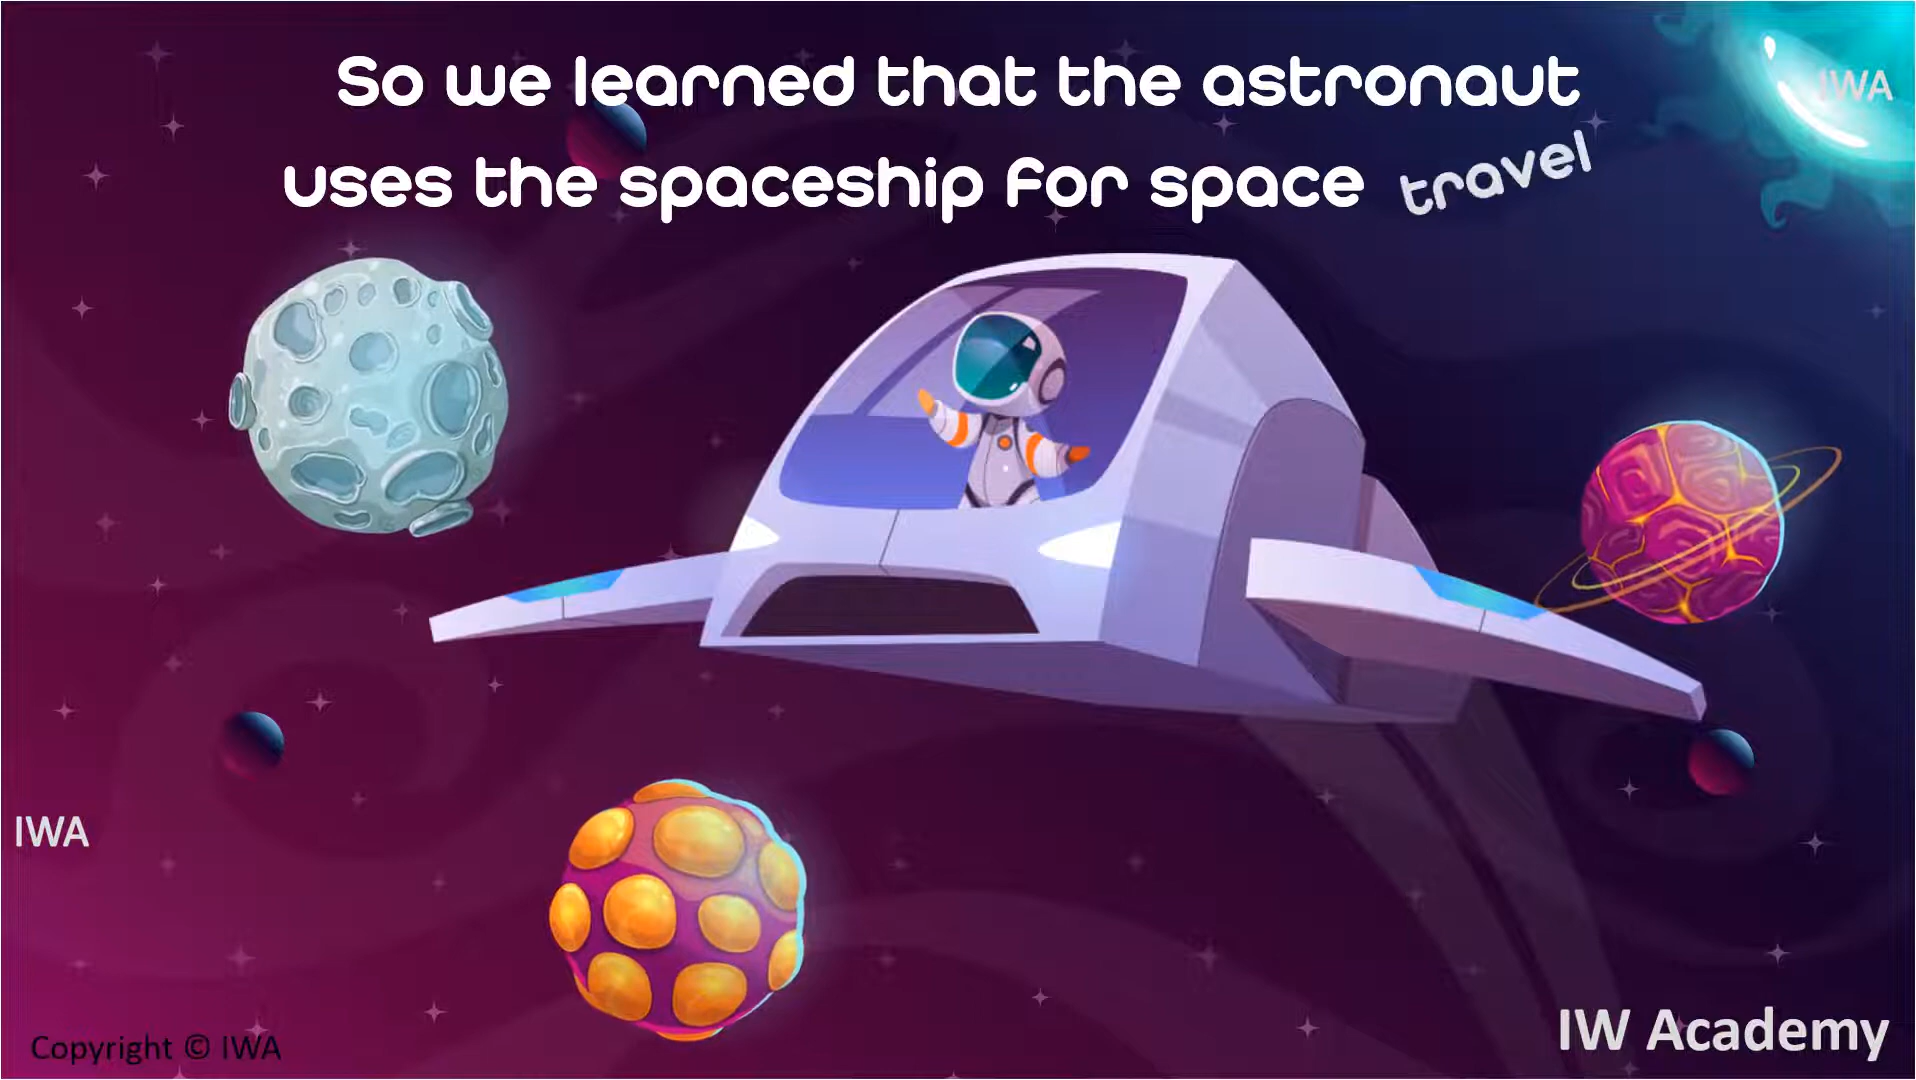 So we learned that the astronaut
uses the spaceship for space travel
IWA
IWA
Copyright © IWA
IW Academy